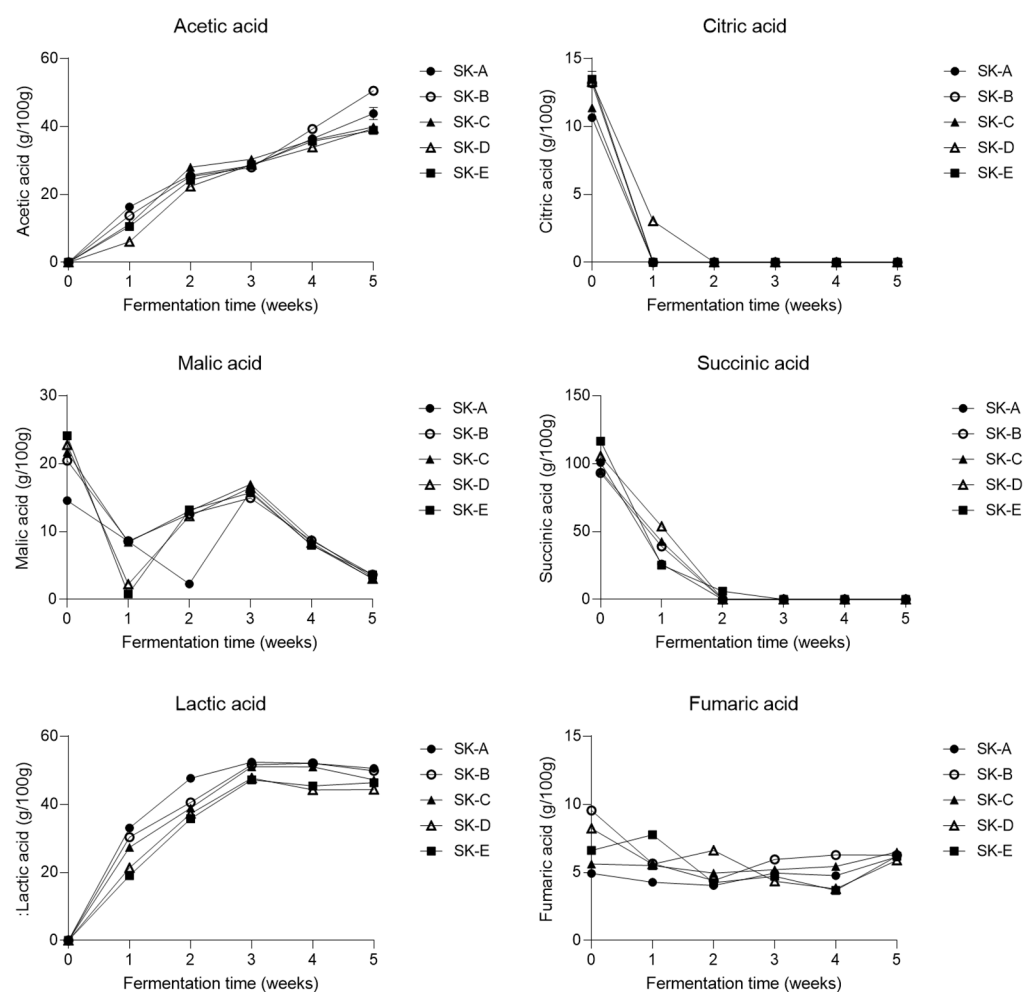 Acetic acid
Acetic acid (g/100g)
60
40
20
0
0 1 2 3 4 5
Fermentation time (weeks)
SK-A
SK-B
SK-C
SK-D
SK-E
Citric acid
Citric acid (g/100g)
15
10
5
0
0 1 2 3 4 5
Fermentation time (weeks)
SK-A
SK-B
SK-C
SK-D
SK-E
Malic acid
Malic acid (g/100g)
30
20
10
0
0 1 2 3 4 5
Fermentation time (weeks)
SK-A
SK-B
SK-C
SK-D
SK-E
Succinic acid
Succinic acid (g/100g)
150
100
50
0
0 1 2 3 4 5
Fermentation time (weeks)
SK-A
SK-B
SK-C
SK-D
SK-E
Lactic acid
:Lactic acid (g/100g)
60
40
20
0
0 1 2 3 4 5
Fermentation time (weeks)
SK-A
SK-B
SK-C
SK-D
SK-E
Fumaric acid
Fumaric acid (g/100g)
15
10
5
0
0 1 2 3 4 5
Fermentation time (weeks)
SK-A
SK-B
SK-C
SK-D
SK-E